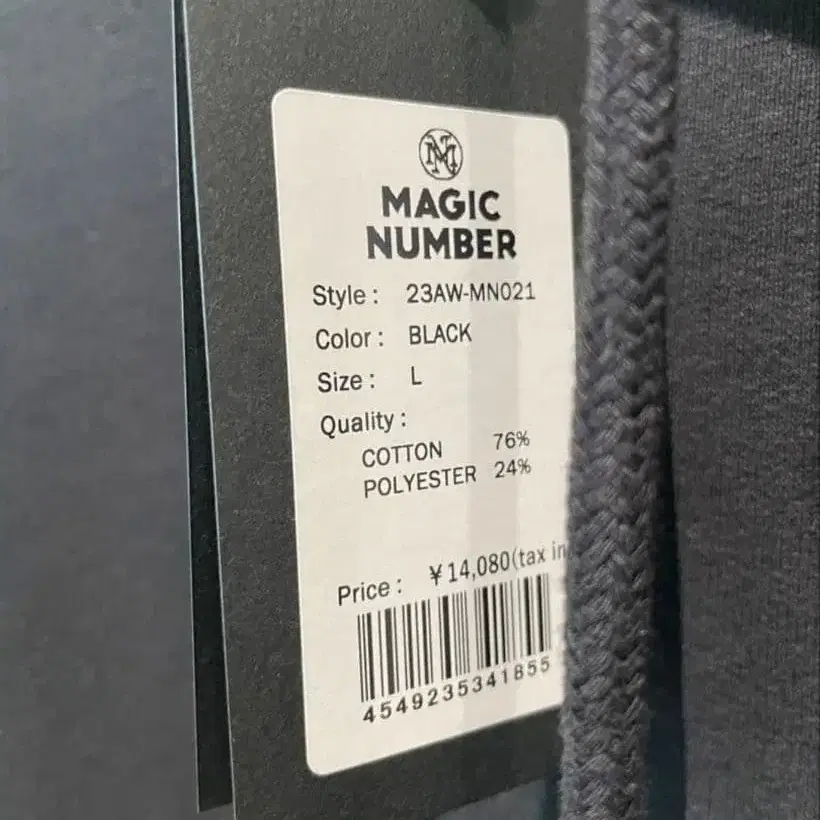 MAGIC
NUMBER
Style : 23AW-MN021
Color : BLACK
Size : L
Quality :
COTTON 76%
POLYESTER 24%
Price : ¥14,080(tax in
4549235341855